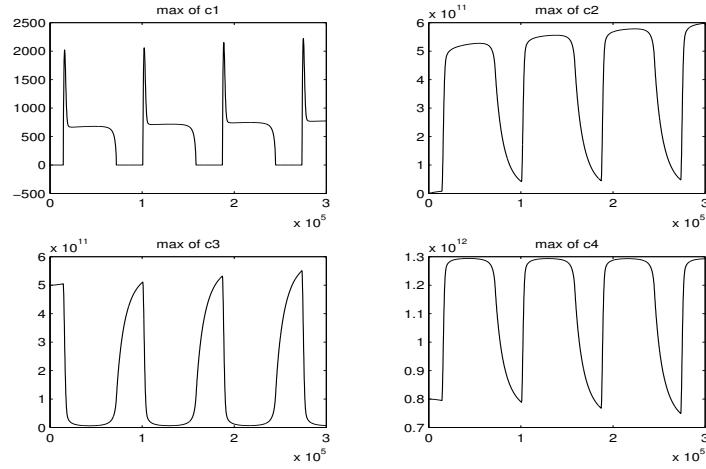 max of c1
2500
2000
1500
1000
500
0
−500
0 1 2 3
x 10^5
max of c2
x 10^11
6
5
4
3
2
1
0
0 1 2 3
x 10^5
max of c3
x 10^11
6
5
4
3
2
1
0
0 1 2 3
x 10^5
max of c4
x 10^12
1.3
1.2
1.1
1
0.9
0.8
0.7
0 1 2 3
x 10^5